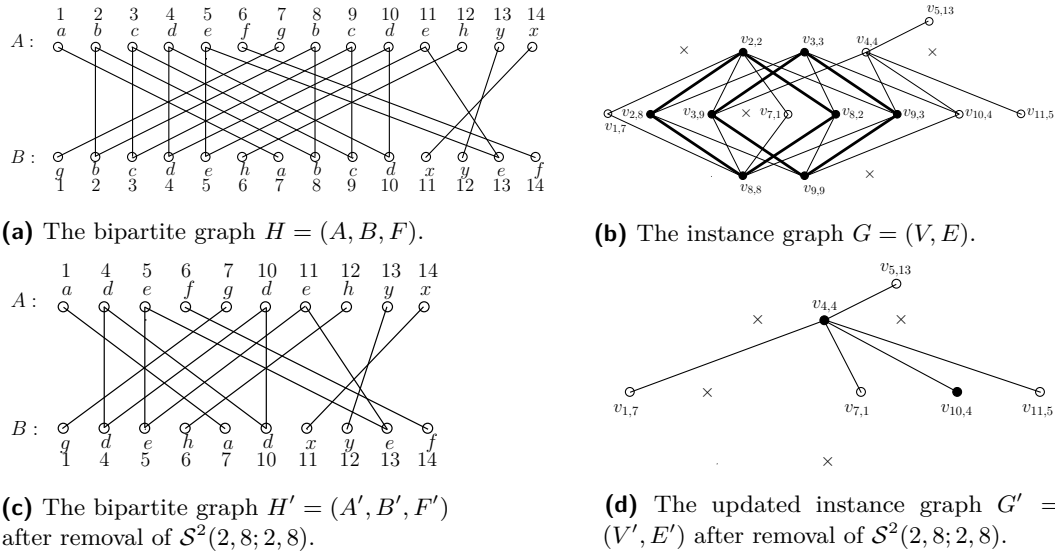 1 2 3 4 5 6 7 8 9 10 11 12 13 14
A : a b c d e f g b c d e h y x
B : g b c d e h a b c d x y e f
1 2 3 4 5 6 7 8 9 10 11 12 13 14
(a) The bipartite graph H = (A, B, F).
v5,13
v2,2 v3,3 v4,4
× ×
v1,7 v2,8 v3,9 × v7,1 v8,2 v9,3 v10,4 v11,5
v8,8 v9,9 ×
(b) The instance graph G = (V, E).
1 4 5 6 7 10 11 12 13 14
A : a d e f g d e h y x
B : g d e h a d x y e f
1 4 5 6 7 10 11 12 13 14
(c) The bipartite graph H′ = (A′, B′, F′)
after removal of S²(2, 8; 2, 8).
v5,13
v4,4
× ×
v1,7 × v7,1 v10,4 v11,5
×
(d) The updated instance graph G′ =
(V′, E′) after removal of S²(2, 8; 2, 8).